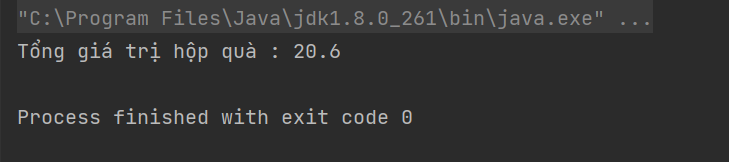 "C:\Program Files\Java\jdk1.8.0_261\bin\java.exe" ...
Tổng giá trị hộp quà : 20.6
Process finished with exit code 0